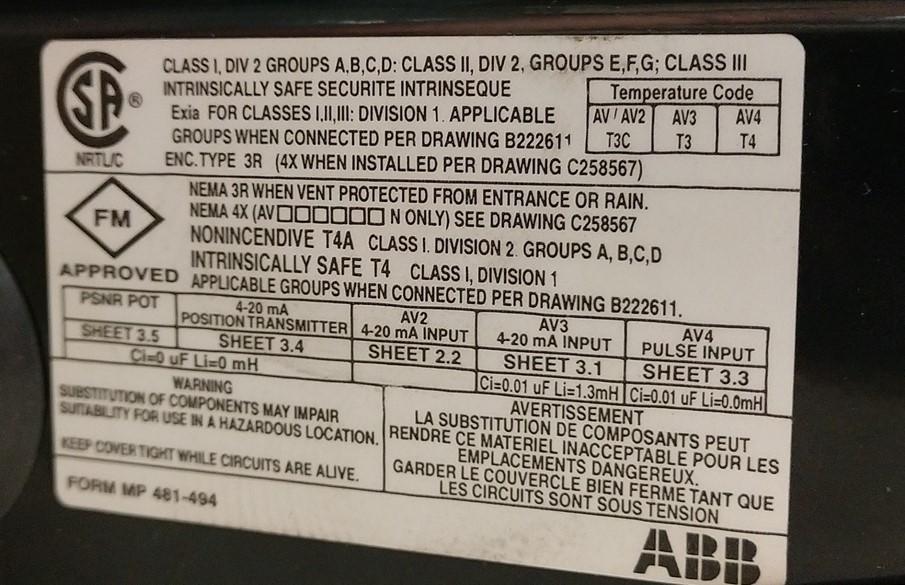 CLASS I, DIV 2 GROUPS A,B,C,D: CLASS II, DIV 2, GROUPS E,F,G; CLASS III
INTRINSICALLY SAFE SECURITE INTRINSEQUE
Exia FOR CLASSES I,II,III: DIVISION 1. APPLICABLE
GROUPS WHEN CONNECTED PER DRAWING B222611
ENC.TYPE 3R (4X WHEN INSTALLED PER DRAWING C258567)
SA ®
NRTL/C
Temperature Code
AV / AV2 AV3 AV4
T3C T3 T4
FM
APPROVED
NEMA 3R WHEN VENT PROTECTED FROM ENTRANCE OR RAIN.
NEMA 4X (AV□□□□□□ N ONLY) SEE DRAWING C258567
NONINCENDIVE T4A CLASS I. DIVISION 2. GROUPS A, B,C,D
INTRINSICALLY SAFE T4 CLASS I, DIVISION 1
APPLICABLE GROUPS WHEN CONNECTED PER DRAWING B222611.
PSNR POT
SHEET 3.5
4-20 mA
POSITION TRANSMITTER
SHEET 3.4
Ci=0 uF Li=0 mH
AV2
4-20 mA INPUT
SHEET 2.2
AV3
4-20 mA INPUT
SHEET 3.1
Ci=0.01 uF Li=1.3mH
AV4
PULSE INPUT
SHEET 3.3
Ci=0.01 uF Li=0.0mH
WARNING
SUBSTITUTION OF COMPONENTS MAY IMPAIR
SUITABILITY FOR USE IN A HAZARDOUS LOCATION.
KEEP COVER TIGHT WHILE CIRCUITS ARE ALIVE.
AVERTISSEMENT
LA SUBSTITUTION DE COMPOSANTS PEUT
RENDRE CE MATERIEL INACCEPTABLE POUR LES
EMPLACEMENTS DANGEREUX.
GARDER LE COUVERCLE BIEN FERME TANT QUE
LES CIRCUITS SONT SOUS TENSION
FORM MP 481-494
ABB